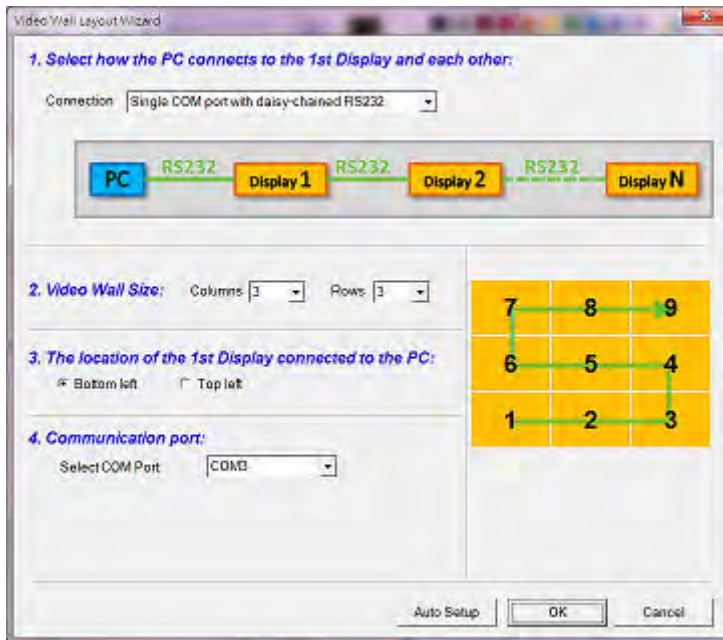 Video Wall Layout Wizard
1. Select how the PC connects to the 1st Display and each other:
Connection Single COM port with daisy-chained RS232
PC RS232 Display 1 RS232 Display 2 RS232 Display N
2. Video Wall Size: Columns 3 Rows 3
3. The location of the 1st Display connected to the PC:
Bottom left Top left
4. Communication port:
Select COM Port COM3
7 8 9
6 5 4
1 2 3
Auto Setup OK Cancel